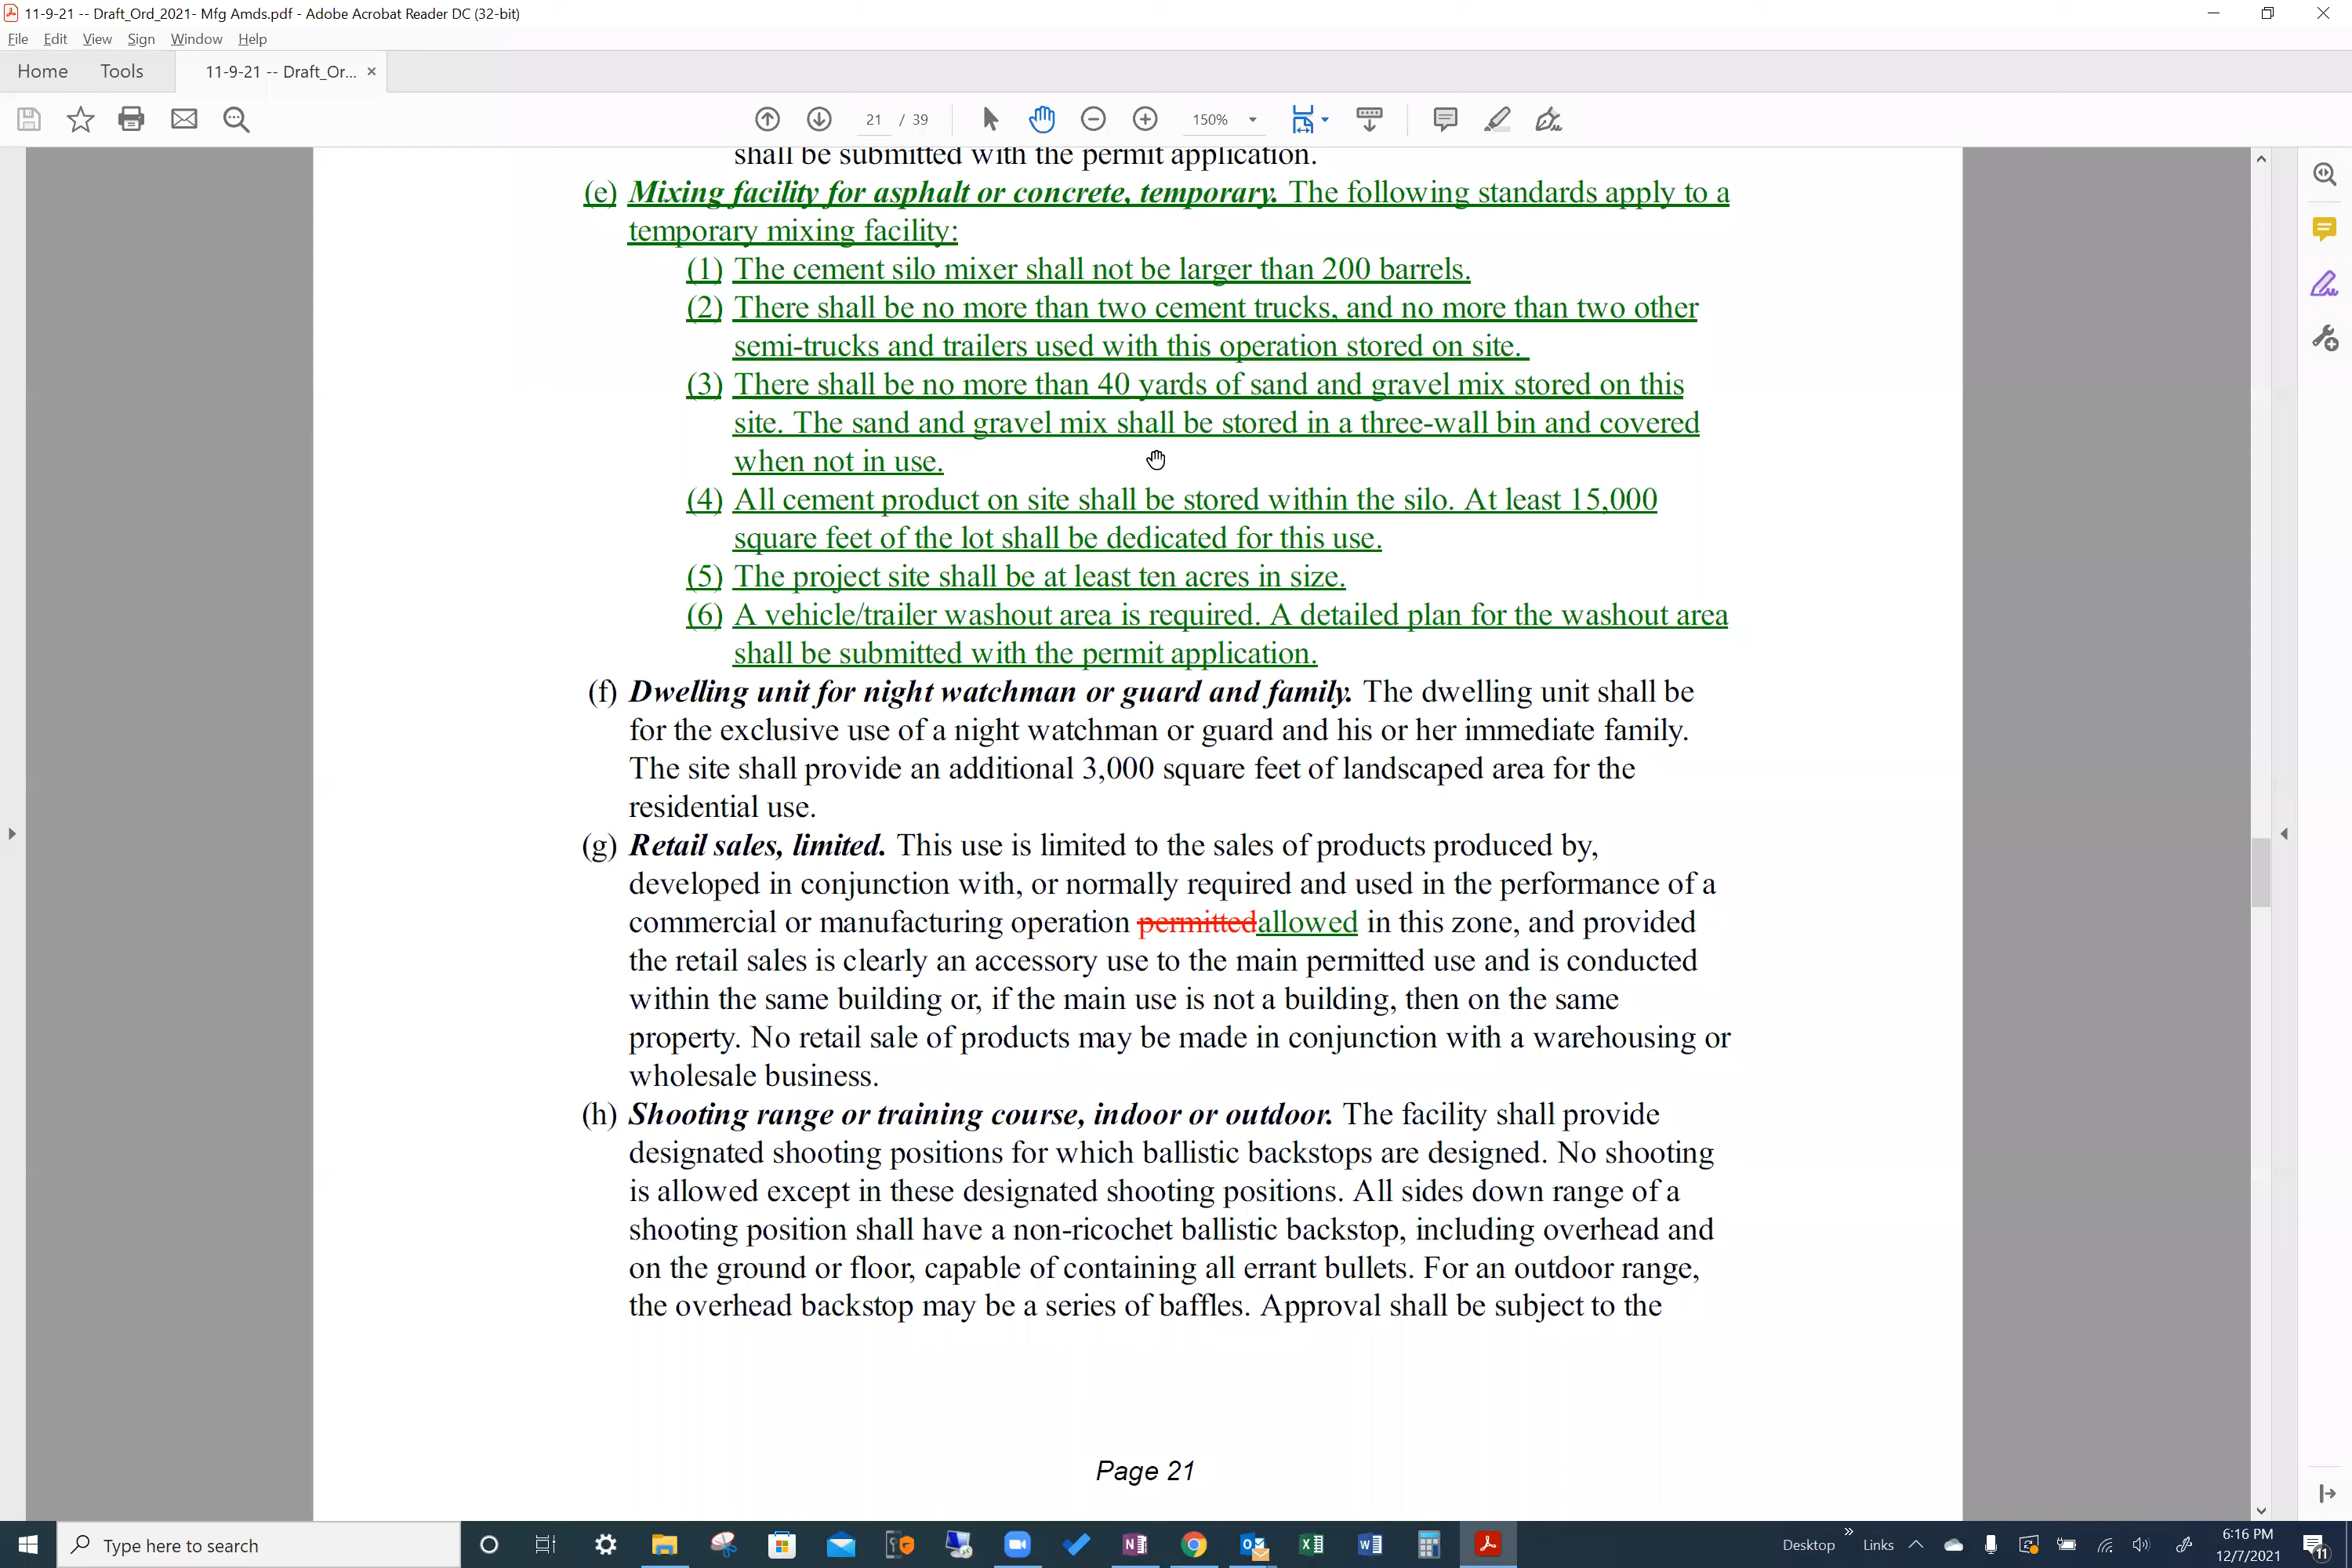 11-9-21 -- Draft_Ord_2021- Mfg Amds.pdf - Adobe Acrobat Reader DC (32-bit)
File Edit View Sign Window Help
Home Tools 11-9-21 -- Draft_Or... ×
21 / 39 150%
shall be submitted with the permit application.
(e) Mixing facility for asphalt or concrete, temporary. The following standards apply to a
temporary mixing facility:
(1) The cement silo mixer shall not be larger than 200 barrels.
(2) There shall be no more than two cement trucks, and no more than two other
semi-trucks and trailers used with this operation stored on site.
(3) There shall be no more than 40 yards of sand and gravel mix stored on this
site. The sand and gravel mix shall be stored in a three-wall bin and covered
when not in use.
(4) All cement product on site shall be stored within the silo. At least 15,000
square feet of the lot shall be dedicated for this use.
(5) The project site shall be at least ten acres in size.
(6) A vehicle/trailer washout area is required. A detailed plan for the washout area
shall be submitted with the permit application.
(f) Dwelling unit for night watchman or guard and family. The dwelling unit shall be
for the exclusive use of a night watchman or guard and his or her immediate family.
The site shall provide an additional 3,000 square feet of landscaped area for the
residential use.
(g) Retail sales, limited. This use is limited to the sales of products produced by,
developed in conjunction with, or normally required and used in the performance of a
commercial or manufacturing operation permittedallowed in this zone, and provided
the retail sales is clearly an accessory use to the main permitted use and is conducted
within the same building or, if the main use is not a building, then on the same
property. No retail sale of products may be made in conjunction with a warehousing or
wholesale business.
(h) Shooting range or training course, indoor or outdoor. The facility shall provide
designated shooting positions for which ballistic backstops are designed. No shooting
is allowed except in these designated shooting positions. All sides down range of a
shooting position shall have a non-ricochet ballistic backstop, including overhead and
on the ground or floor, capable of containing all errant bullets. For an outdoor range,
the overhead backstop may be a series of baffles. Approval shall be subject to the
Page 21
Type here to search
Desktop » Links
6:16 PM
12/7/2021
11